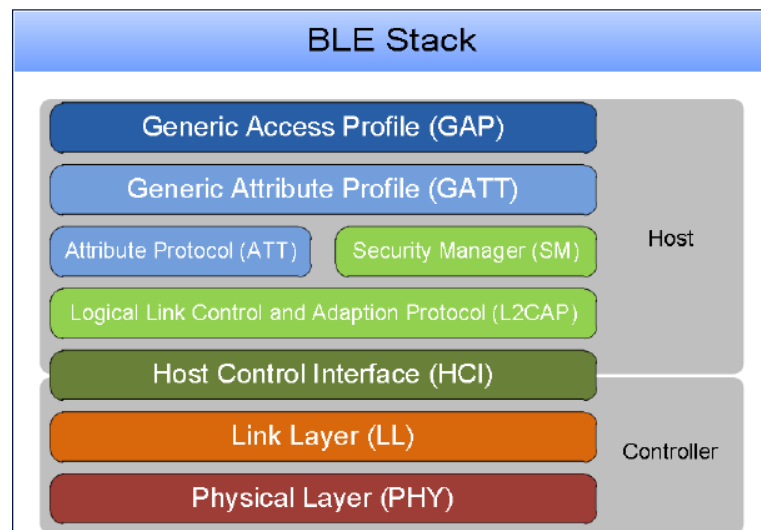 BLE Stack
Generic Access Profile (GAP)
Generic Attribute Profile (GATT)
Attribute Protocol (ATT)
Security Manager (SM)
Host
Logical Link Control and Adaption Protocol (L2CAP)
Host Control Interface (HCI)
Link Layer (LL)
Controller
Physical Layer (PHY)